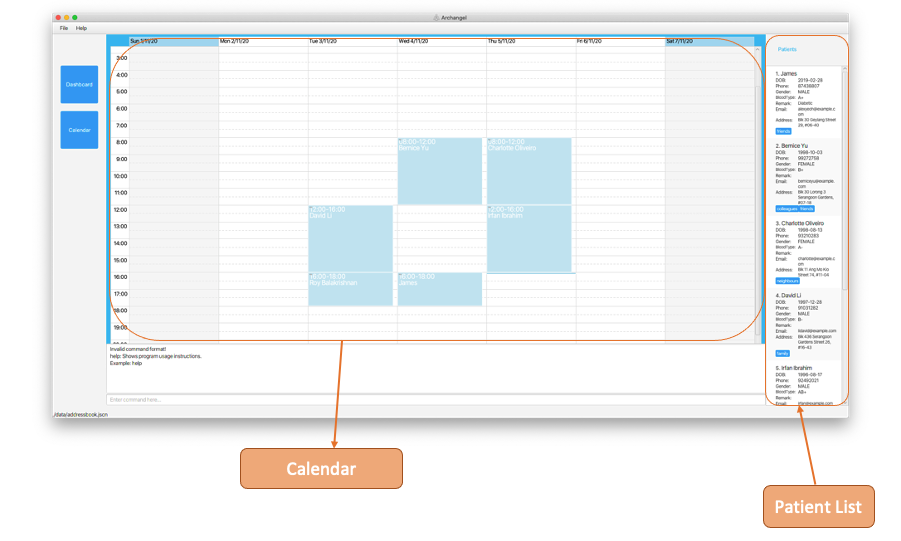 Archangel
File Help
Sun 1/11/20 Mon 2/11/20 Tue 3/11/20 Wed 4/11/20 Thu 5/11/20 Fri 6/11/20 Sat 7/11/20
Dashboard
Calendar
3:00
4:00
5:00
6:00
7:00
8:00
9:00
10:00
11:00
12:00
13:00
14:00
15:00
16:00
17:00
18:00
19:00
08:00-12:00
Bernice Yu
08:00-12:00
Charlotte Oliveiro
12:00-16:00
David Li
12:00-16:00
Irfan Ibrahim
16:00-18:00
Roy Balakrishnan
16:00-18:00
James
Invalid command format!
help: Shows program usage instructions.
Example: help
Enter command here...
./data/addressbook.json
Patients
1. James
DOB: 2019-02-28
Phone: 87438807
Gender: MALE
BloodType: A+
Remark: Diabetic
Email: alexyeoh@example.c
om
Address: Blk 30 Geylang Street
29, #06-40
friends
2. Bernice Yu
DOB: 1998-10-03
Phone: 99272758
Gender: FEMALE
BloodType: B+
Remark:
Email: berniceyu@example.
com
Address: Blk 30 Lorong 3
Serangoon Gardens,
#07-18
colleagues friends
3. Charlotte Oliveiro
DOB: 1998-08-13
Phone: 93210283
Gender: FEMALE
BloodType: A-
Remark:
Email: charlotte@example.c
om
Address: Blk 11 Ang Mo Kio
Street 74, #11-04
neighbours
4. David Li
DOB: 1997-12-28
Phone: 91031282
Gender: MALE
BloodType: B-
Remark:
Email: lidavid@example.com
Address: Blk 436 Serangoon
Gardens Street 26,
#16-43
family
5. Irfan Ibrahim
DOB: 1998-08-17
Phone: 92492021
Gender: MALE
BloodType: AB+
Remark:
Email: irfan@example.com
Calendar
Patient List